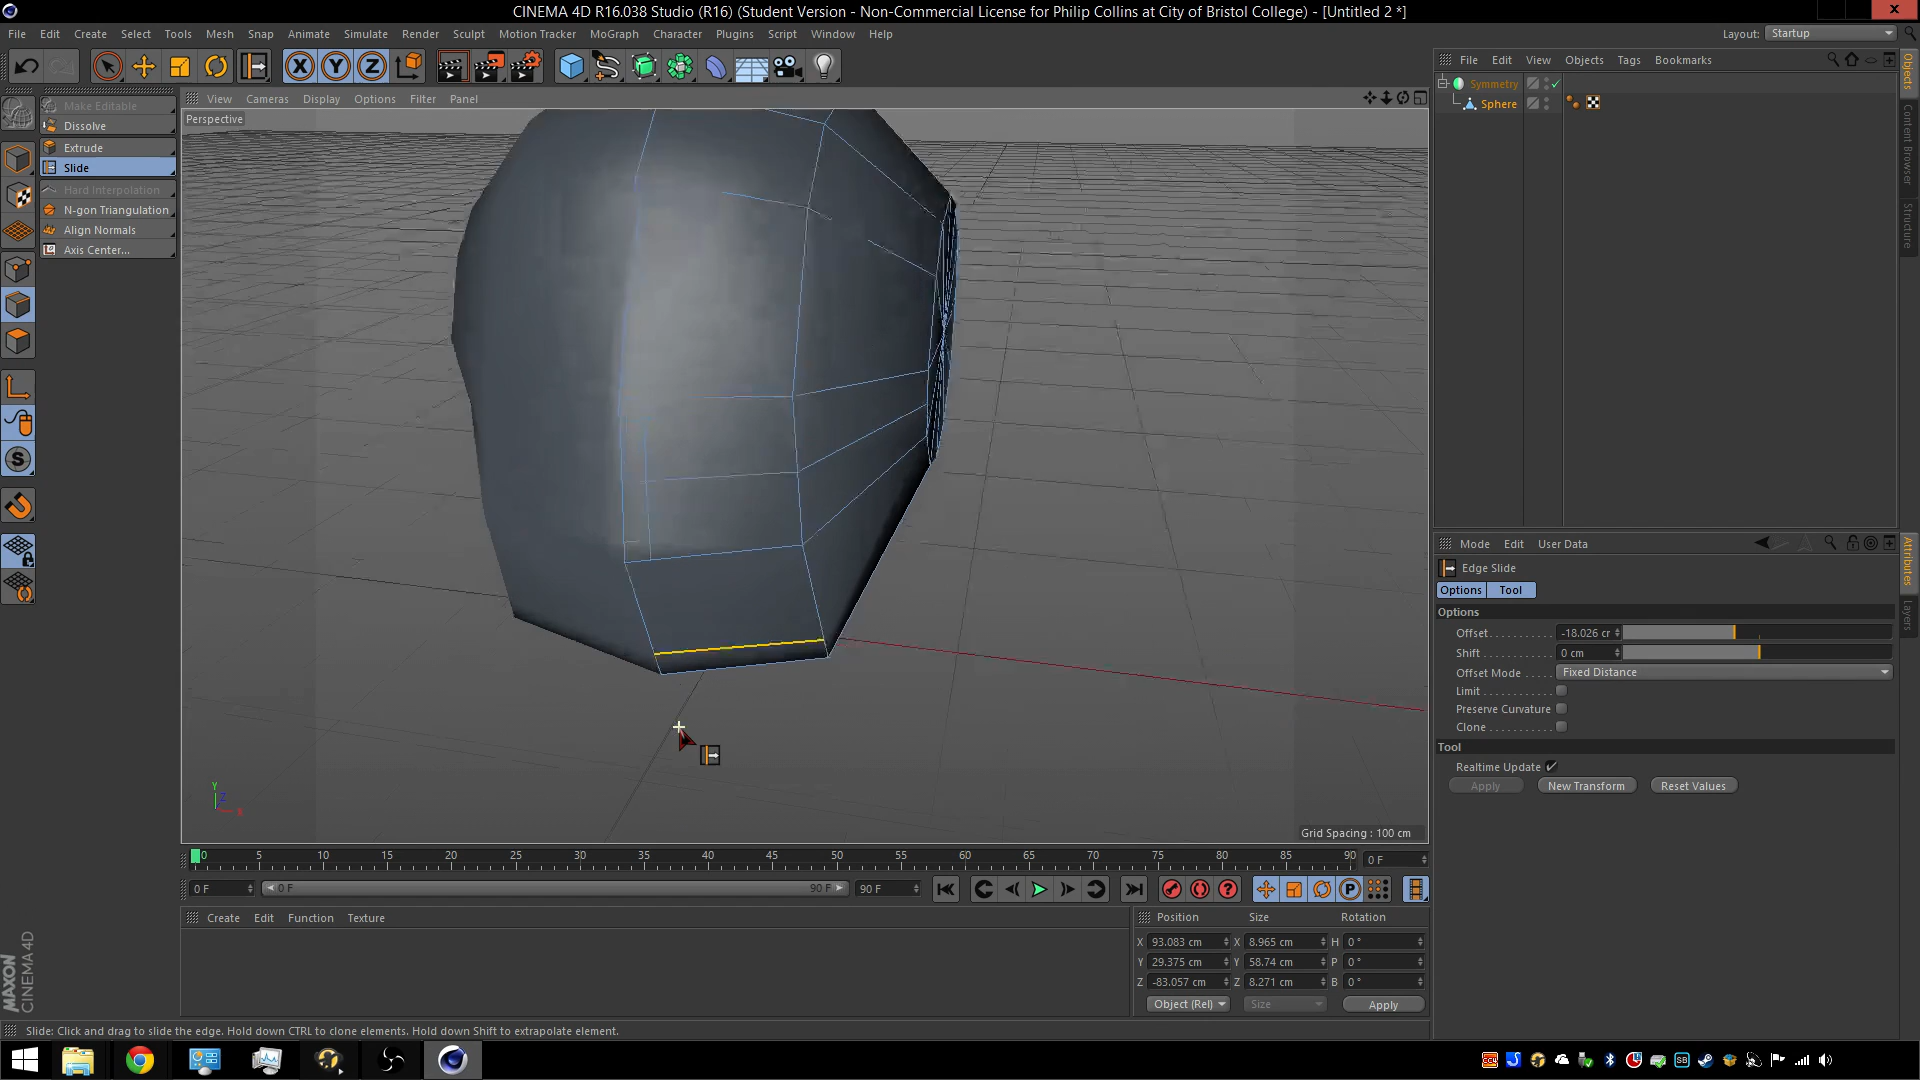 CINEMA 4D R16.038 Studio (R16) (Student Version - Non-Commercial License for Philip Collins at City of Bristol College) - [Untitled 2 *]
File Edit Create Select Tools Mesh Snap Animate Simulate Render Sculpt Motion Tracker MoGraph Character Plugins Script Window Help Layout: Startup
File Edit View Objects Tags Bookmarks
Symmetry
Sphere
Objects
Content Browser
Structure
Make Editable
Dissolve
Extrude
Slide
Hard Interpolation
N-gon Triangulation
Align Normals
Axis Center...
View Cameras Display Options Filter Panel
Perspective
Y
Z
X
Grid Spacing : 100 cm
Mode Edit User Data
Attributes
Layers
Edge Slide
Options Tool
Options
Offset -18.026 cr
Shift 0 cm
Offset Mode Fixed Distance
Limit
Preserve Curvature
Clone
Tool
Realtime Update
Apply New Transform Reset Values
0 5 10 15 20 25 30 35 40 45 50 55 60 65 70 75 80 85 90 0 F
0 F 0 F 90 F 90 F
Create Edit Function Texture
Position Size Rotation
X 93.083 cm X 8.965 cm H 0 °
Y 29.375 cm Y 58.74 cm P 0 °
Z -83.057 cm Z 8.271 cm B 0 °
Object (Rel) Size Apply
MAXON
CINEMA 4D
Slide: Click and drag to slide the edge. Hold down CTRL to clone elements. Hold down Shift to extrapolate element.